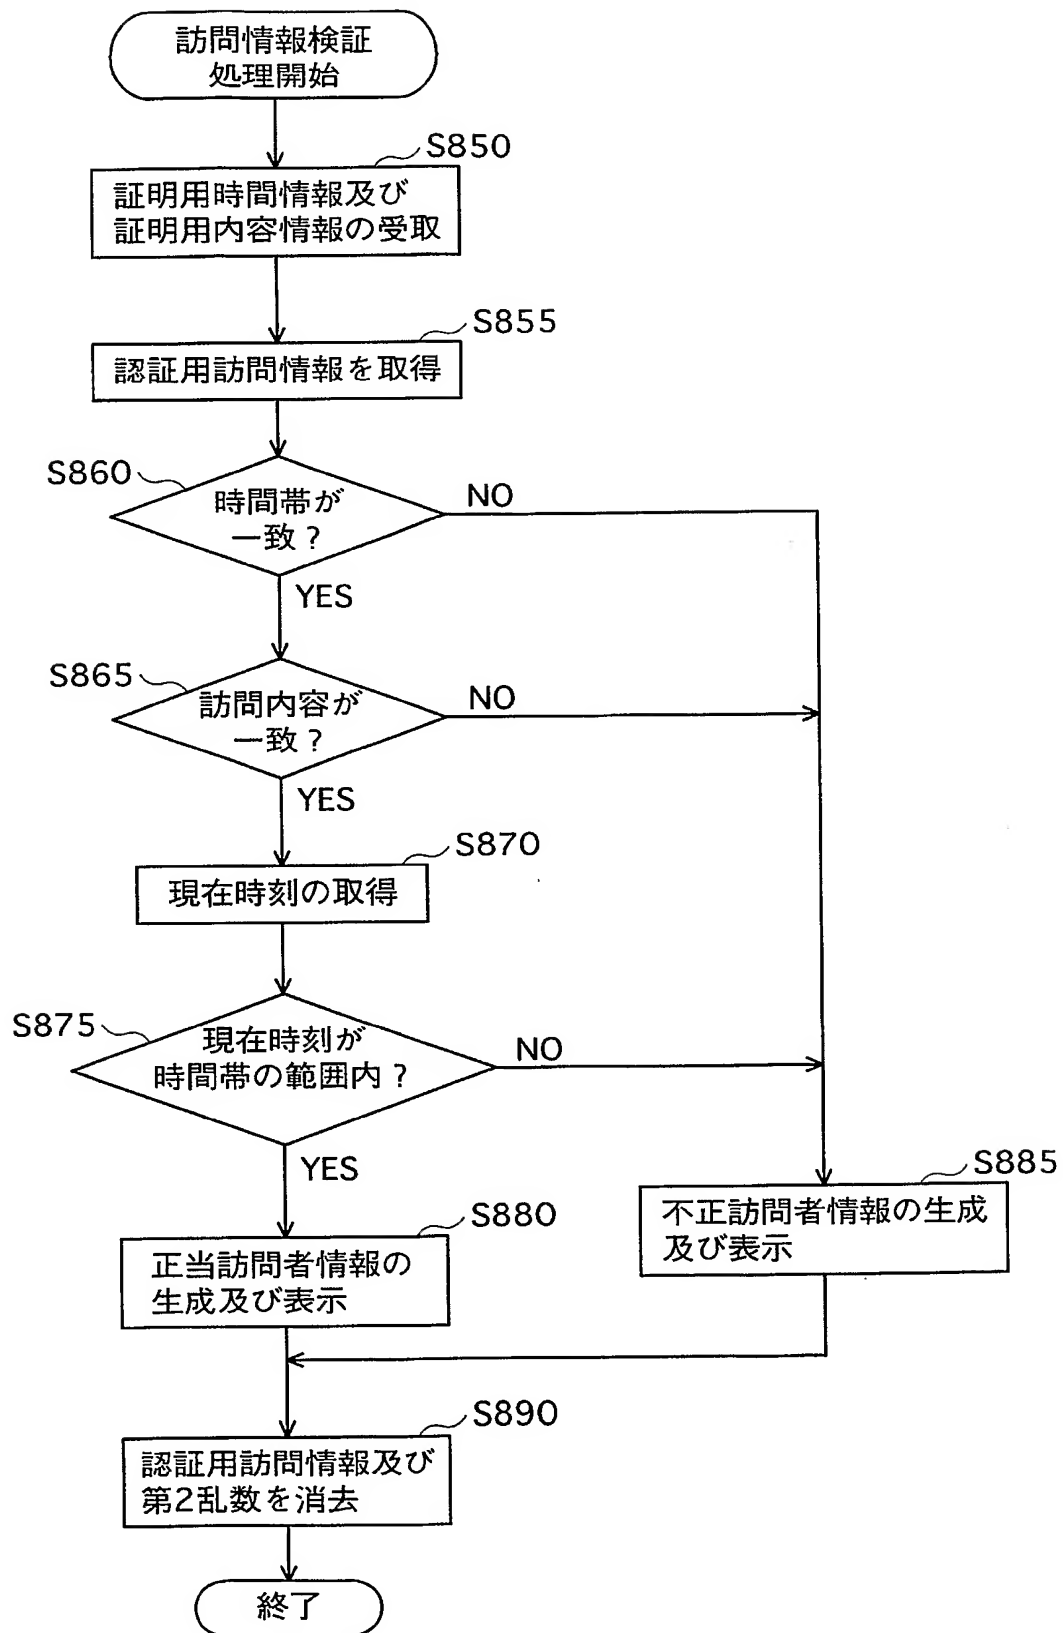 訪問情報検証
処理開始
S850
証明用時間情報及び
証明用内容情報の受取
S855
認証用訪問情報を取得
S860
時間帯が
一致?
NO
YES
S865
訪問内容が
一致?
NO
YES
S870
現在時刻の取得
S875
現在時刻が
時間帯の範囲内?
NO
YES
S885
不正訪問者情報の生成
及び表示
S880
正当訪問者情報の
生成及び表示
S890
認証用訪問情報及び
第2乱数を消去
終了